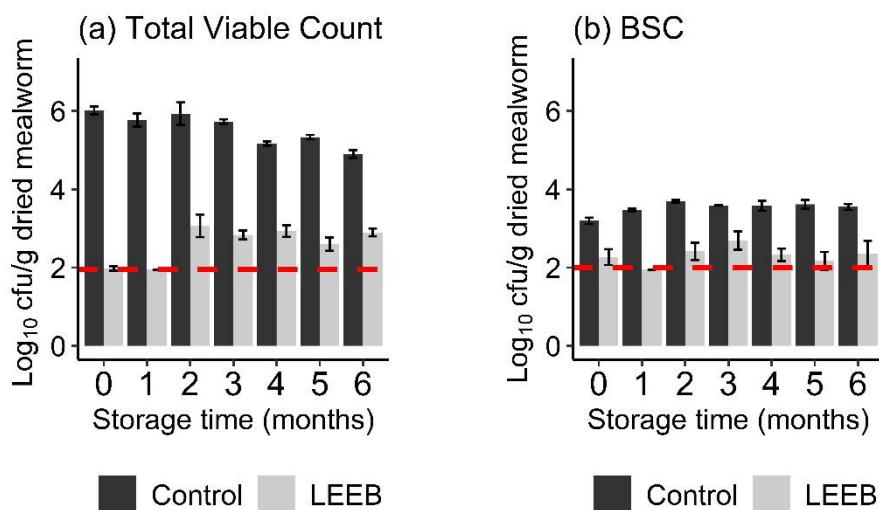 (a) Total Viable Count
Log₁₀ cfu/g dried mealworm
6
4
2
0
0 1 2 3 4 5 6
Storage time (months)
Control LEEB
(b) BSC
Log₁₀ cfu/g dried mealworm
6
4
2
0
0 1 2 3 4 5 6
Storage time (months)
Control LEEB